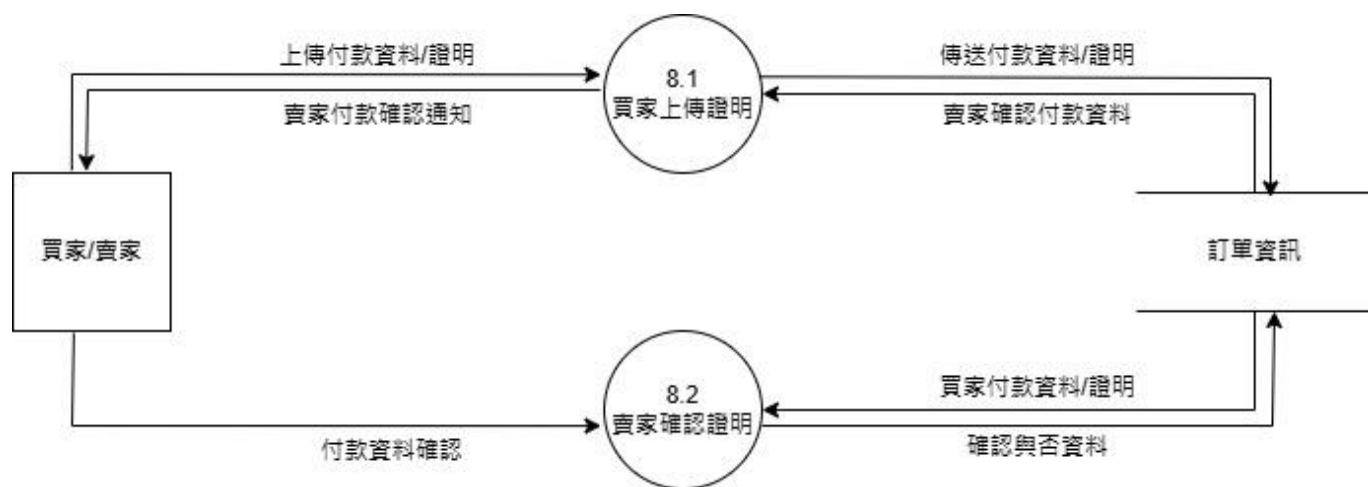 上傳付款資料/證明
賣家付款確認通知
8.1
買家上傳證明
傳送付款資料/證明
賣家確認付款資料
買家/賣家
訂單資訊
付款資料確認
8.2
賣家確認證明
買家付款資料/證明
確認與否資料